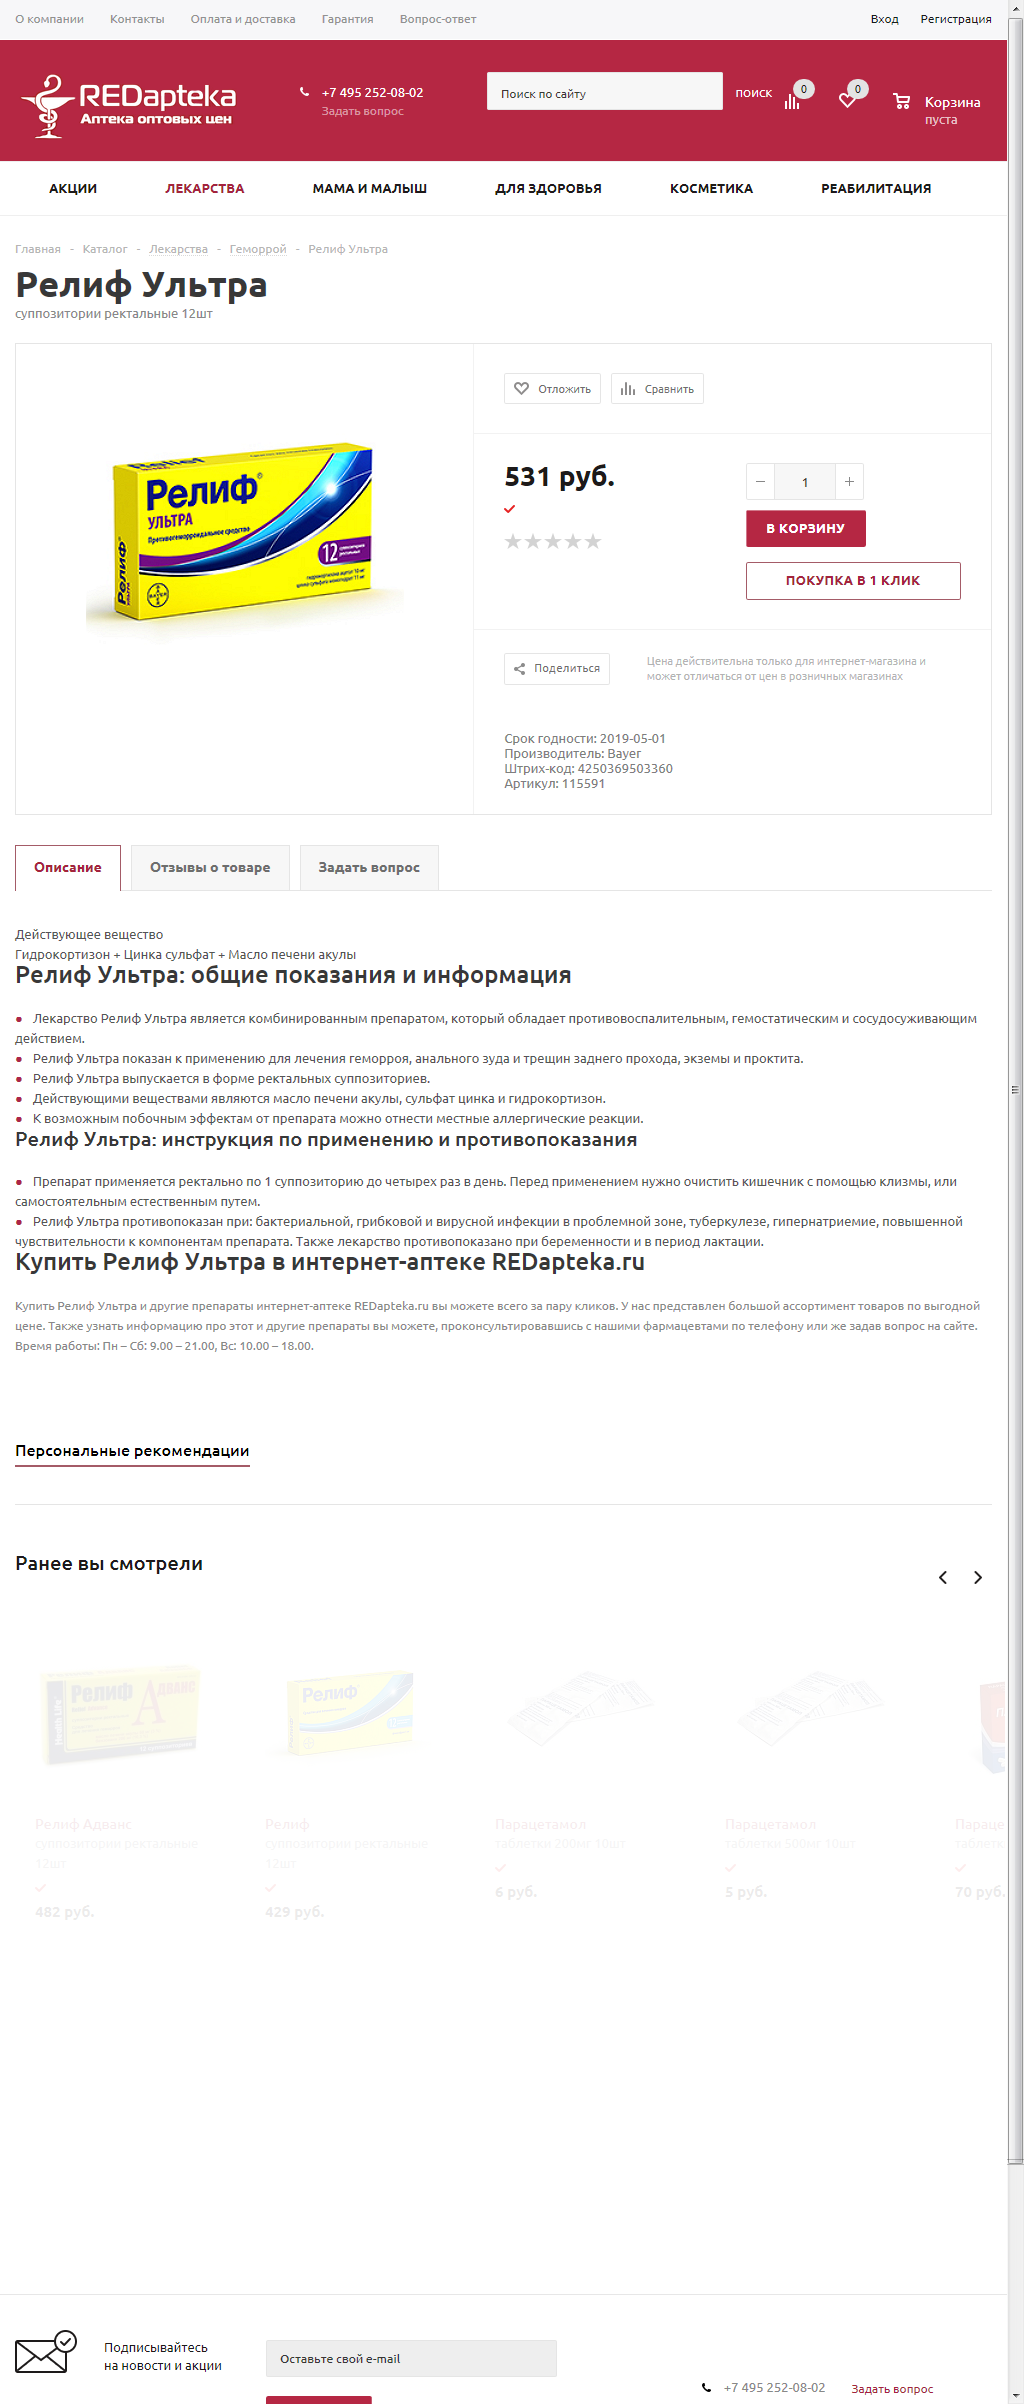 О компании Контакты Оплата и доставка Гарантия Вопрос-ответ Вход Регистрация
REDapteka
Аптека оптовых цен
+7 495 252-08-02
Задать вопрос
Поиск по сайту
поиск
0
0
Корзина
пуста
АКЦИИ ЛЕКАРСТВА МАМА И МАЛЫШ ДЛЯ ЗДОРОВЬЯ КОСМЕТИКА РЕАБИЛИТАЦИЯ
Главная - Каталог - Лекарства - Геморрой - Релиф Ультра
Релиф Ультра
суппозитории ректальные 12шт
Relief
Релиф®
УЛЬТРА
Противогеморроидальное средство
12
Релиф®
УЛЬТРА
BAYER
Отложить Сравнить
531 руб.
– 1 +
В КОРЗИНУ
ПОКУПКА В 1 КЛИК
Поделиться
Цена действительна только для интернет-магазина и
может отличаться от цен в розничных магазинах
Срок годности: 2019-05-01
Производитель: Bayer
Штрих-код: 4250369503360
Артикул: 115591
Описание Отзывы о товаре Задать вопрос
Действующее вещество
Гидрокортизон + Цинка сульфат + Масло печени акулы
Релиф Ультра: общие показания и информация
Лекарство Релиф Ультра является комбинированным препаратом, который обладает противовоспалительным, гемостатическим и сосудосуживающим
действием.
Релиф Ультра показан к применению для лечения геморроя, анального зуда и трещин заднего прохода, экземы и проктита.
Релиф Ультра выпускается в форме ректальных суппозиториев.
Действующими веществами являются масло печени акулы, сульфат цинка и гидрокортизон.
К возможным побочным эффектам от препарата можно отнести местные аллергические реакции.
Релиф Ультра: инструкция по применению и противопоказания
Препарат применяется ректально по 1 суппозиторию до четырех раз в день. Перед применением нужно очистить кишечник с помощью клизмы, или
самостоятельным естественным путем.
Релиф Ультра противопоказан при: бактериальной, грибковой и вирусной инфекции в проблемной зоне, туберкулезе, гипернатриемие, повышенной
чувствительности к компонентам препарата. Также лекарство противопоказано при беременности и в период лактации.
Купить Релиф Ультра в интернет-аптеке REDapteka.ru
Купить Релиф Ультра и другие препараты интернет-аптеке REDapteka.ru вы можете всего за пару кликов. У нас представлен большой ассортимент товаров по выгодной
цене. Также узнать информацию про этот и другие препараты вы можете, проконсультировавшись с нашими фармацевтами по телефону или же задав вопрос на сайте.
Время работы: Пн – Сб: 9.00 – 21.00, Вс: 10.00 – 18.00.
Персональные рекомендации
Ранее вы смотрели
Релиф Адванс
Релиф
Релиф Адванс Релиф Парацетамол Парацетамол Параце
суппозитории ректальные суппозитории ректальные таблетки 200мг 10шт таблетки 500мг 10шт таблетк
12шт 12шт
6 руб. 5 руб. 70 руб.
482 руб. 429 руб.
Подписывайтесь
на новости и акции
Оставьте свой e-mail
+7 495 252-08-02 Задать вопрос